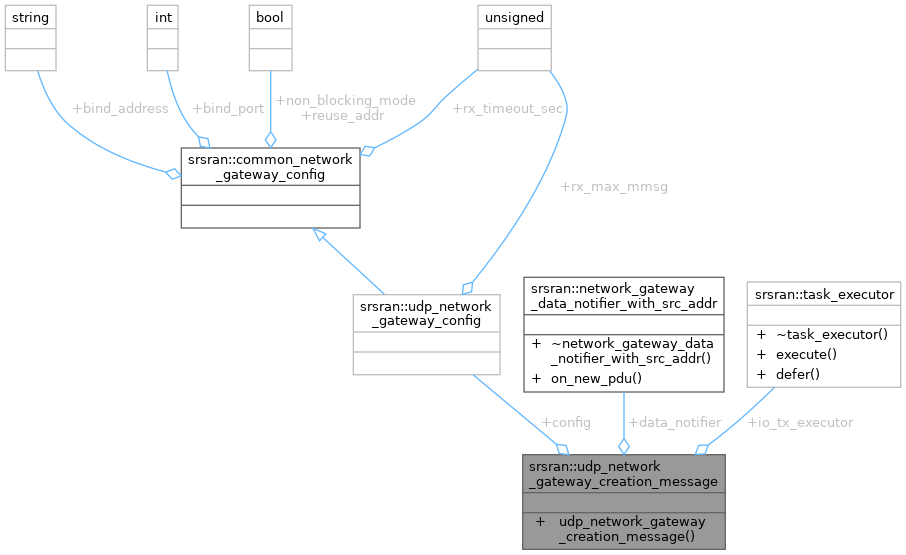 string
int
bool
unsigned
+bind_address
+bind_port
+non_blocking_mode
+reuse_addr
+rx_timeout_sec
srsran::common_network
_gateway_config
+rx_max_mmsg
srsran::udp_network
_gateway_config
srsran::network_gateway
_data_notifier_with_src_addr
+ ~network_gateway_data
_notifier_with_src_addr()
+ on_new_pdu()
srsran::task_executor
+ ~task_executor()
+ execute()
+ defer()
+config
+data_notifier
+io_tx_executor
srsran::udp_network
_gateway_creation_message
+ udp_network_gateway
_creation_message()